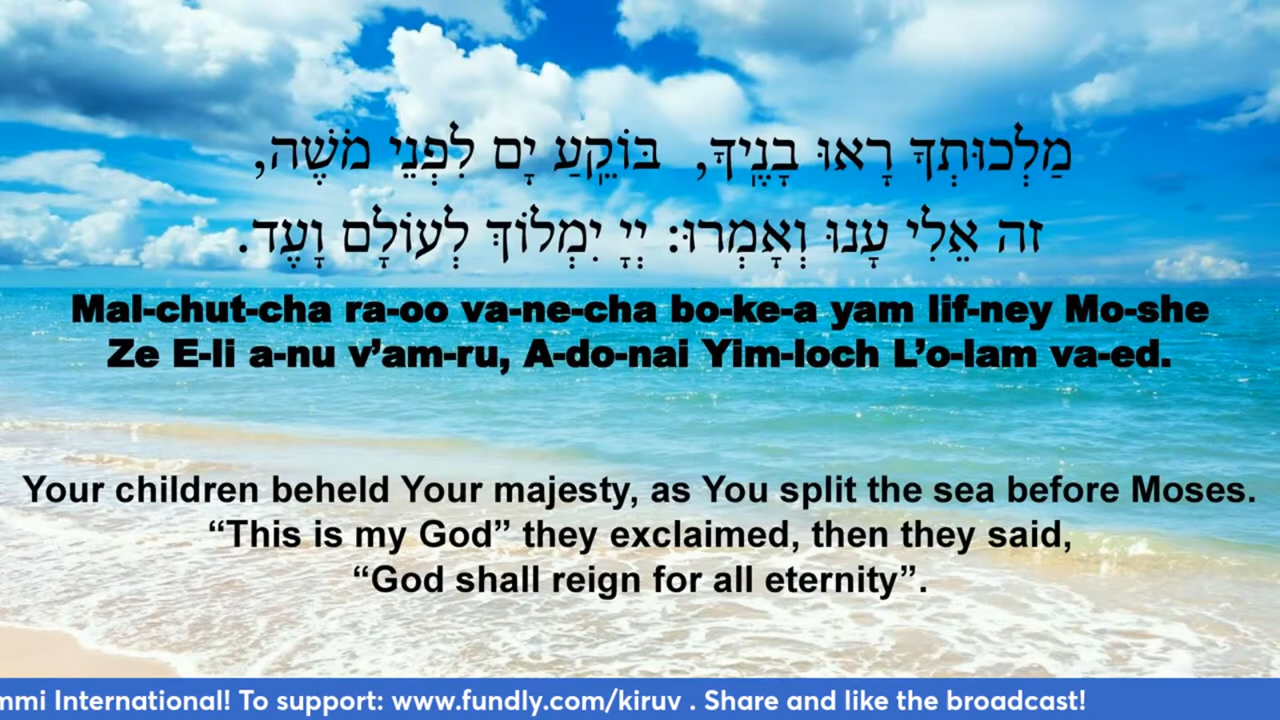 מַלְכוּתְךָ רָאוּ בָנֶֽיךָ, בּוֹקֵֽעַ יָם לִפְנֵי מֹשֶׁה,
זֶה אֵלִי עָנוּ וְאָמְרוּ: יְיָ יִמְלוֹךְ לְעוֹלָם וָעֶד.
Mal-chut-cha ra-oo va-ne-cha bo-ke-a yam lif-ney Mo-she
Ze E-li a-nu v’am-ru, A-do-nai Yim-loch L’o-lam va-ed.
Your children beheld Your majesty, as You split the sea before Moses.
“This is my God” they exclaimed, then they said,
“God shall reign for all eternity”.
International! To support: www.fundly.com/kiruv . Share and like the broadcast!